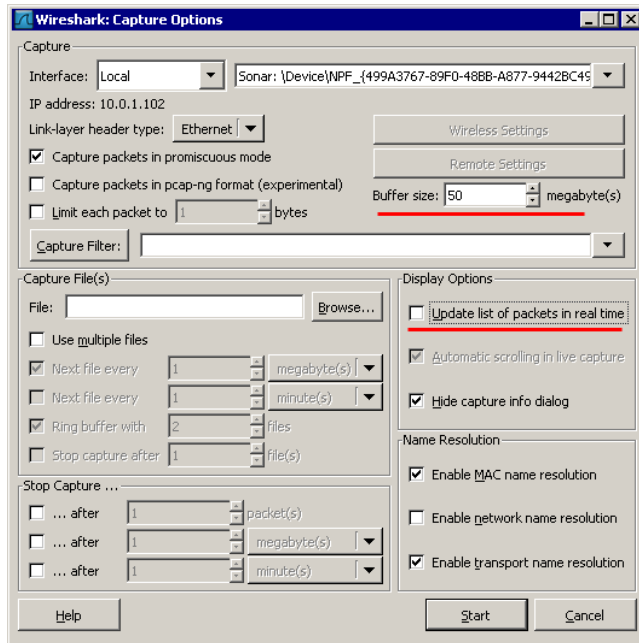 Wireshark: Capture Options
Capture
Interface: Local Sonar: \Device\NPF_{499A3767-89F0-48BB-A877-9442BC49
IP address: 10.0.1.102
Link-layer header type: Ethernet Wireless Settings
Capture packets in promiscuous mode Remote Settings
Capture packets in pcap-ng format (experimental)
Buffer size: 50 megabyte(s)
Limit each packet to 1 bytes
Capture Filter:
Capture File(s)
File: Browse...
Use multiple files
Next file every 1 megabyte(s)
Next file every 1 minute(s)
Ring buffer with 2 files
Stop capture after 1 file(s)
Stop Capture ...
... after 1 packet(s)
... after 1 megabyte(s)
... after 1 minute(s)
Display Options
Update list of packets in real time
Automatic scrolling in live capture
Hide capture info dialog
Name Resolution
Enable MAC name resolution
Enable network name resolution
Enable transport name resolution
Help Start Cancel